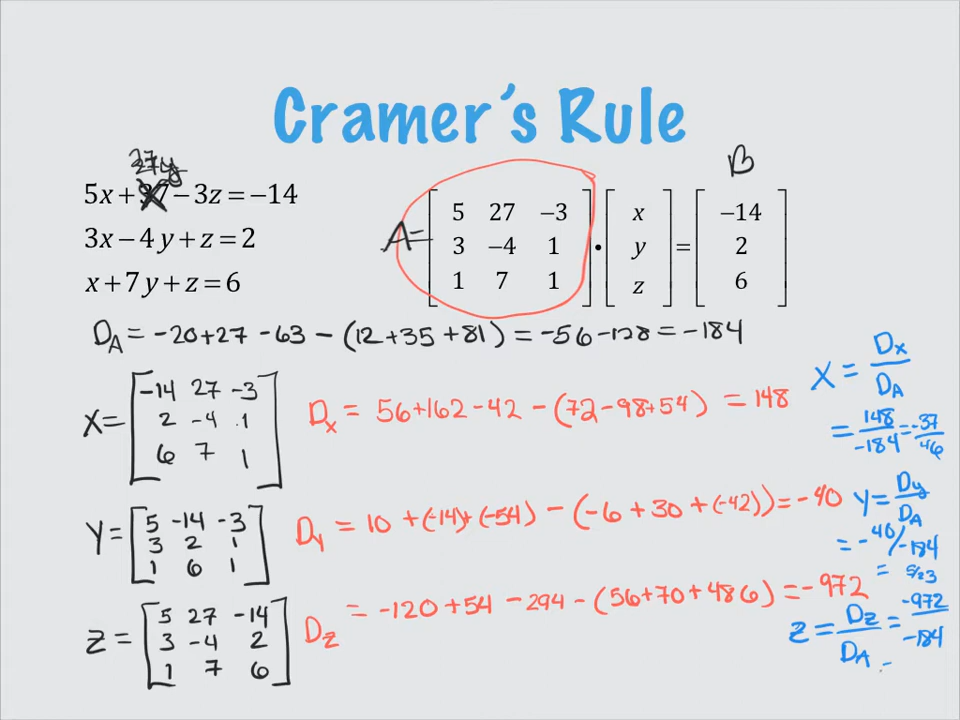 Cramer's Rule
27y
5x + 37 − 3z = −14
3x − 4y + z = 2
x + 7y + z = 6
B
A = [5 27 −3] [x] [−14]
[3 −4 1] • [y] = [2]
[1 7 1] [z] [6]
D_A = -20+27 -63 - (12+35+81) = -56-128 = -184
X = [-14 27 -3]
[2 -4 1]
[6 7 1]
D_x = 56+162-42 - (72-98+54) = 148
X = D_x / D_A
= 148 / -184 = -37 / 46
Y = [5 -14 -3]
[3 2 1]
[1 6 1]
D_y = 10 + (-14) + (-54) - (-6 + 30 + (-42)) = -40
Y = D_y / D_A
= -40 / -184
= 5/23
Z = [5 27 -14]
[3 -4 2]
[1 7 6]
D_z = -120+54 -294 - (56+70+486) = -972
Z = D_z / D_A = -972 / -184